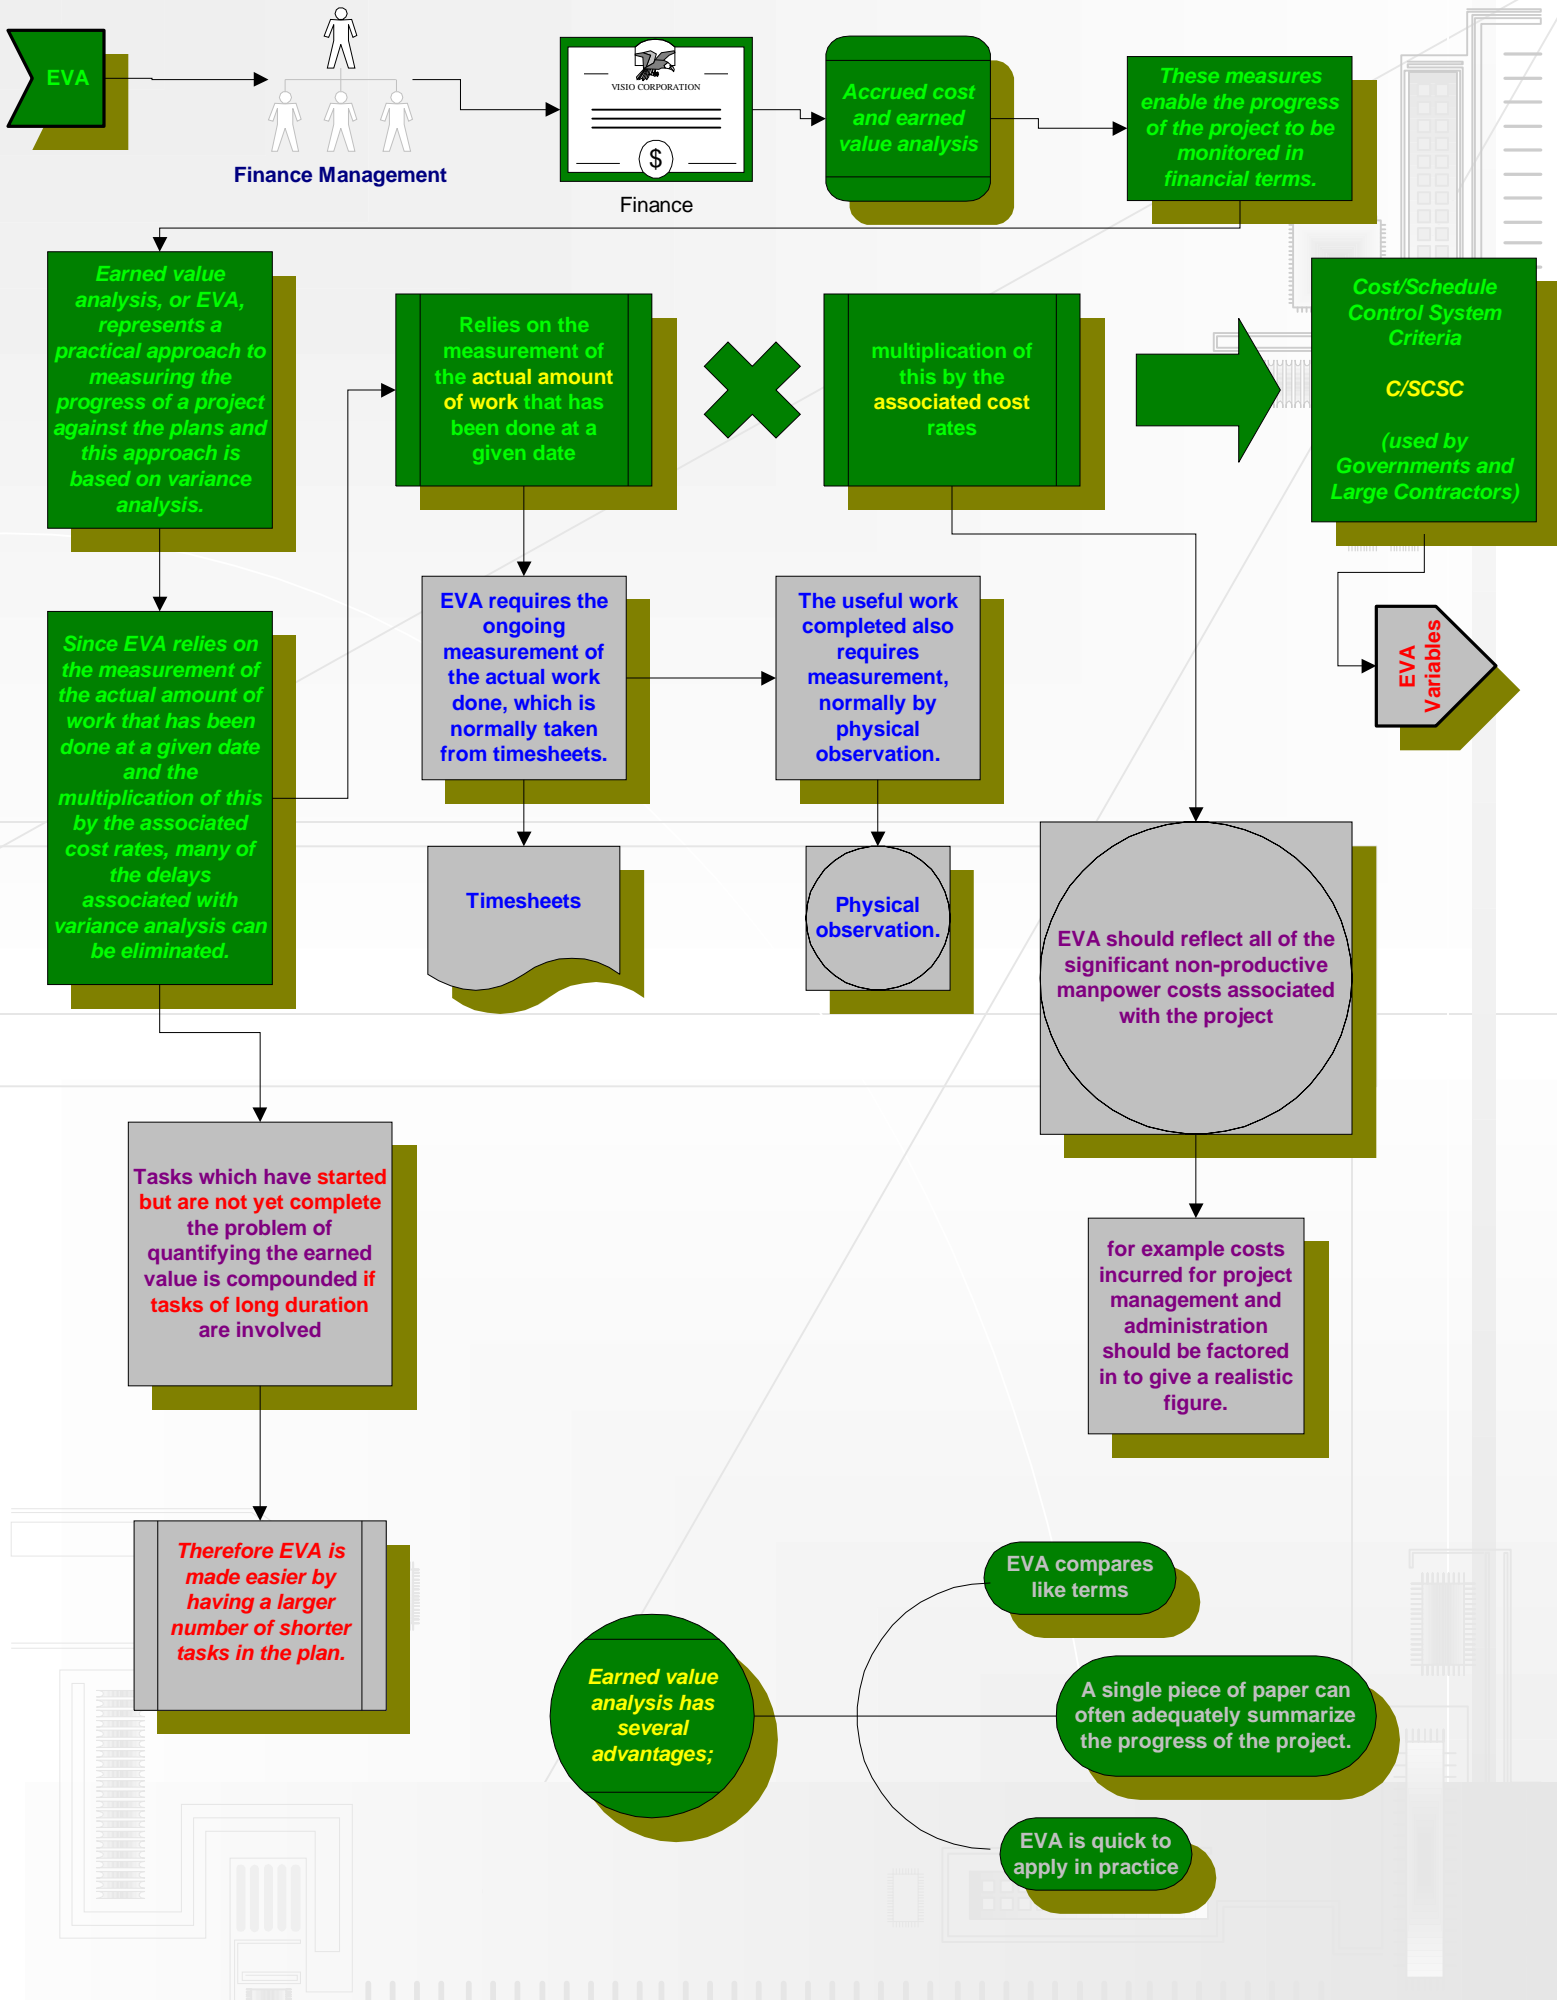 EVA
Finance Management
VISIO CORPORATION
$
Finance
Accrued cost
and earned
value analysis
These measures
enable the progress
of the project to be
monitored in
financial terms.
Earned value
analysis, or EVA,
represents a
practical approach to
measuring the
progress of a project
against the plans and
this approach is
based on variance
analysis.
Relies on the
measurement of
the actual amount
of work that has
been done at a
given date
multiplication of
this by the
associated cost
rates
Cost/Schedule
Control System
Criteria
C/SCSC
(used by
Governments and
Large Contractors)
EVA
Variables
Since EVA relies on
the measurement of
the actual amount of
work that has been
done at a given date
and the
multiplication of this
by the associated
cost rates, many of
the delays
associated with
variance analysis can
be eliminated.
EVA requires the
ongoing
measurement of
the actual work
done, which is
normally taken
from timesheets.
The useful work
completed also
requires
measurement,
normally by
physical
observation.
Timesheets
Physical
observation.
EVA should reflect all of the
significant non-productive
manpower costs associated
with the project
Tasks which have started
but are not yet complete
the problem of
quantifying the earned
value is compounded if
tasks of long duration
are involved
for example costs
incurred for project
management and
administration
should be factored
in to give a realistic
figure.
Therefore EVA is
made easier by
having a larger
number of shorter
tasks in the plan.
Earned value
analysis has
several
advantages;
EVA compares
like terms
A single piece of paper can
often adequately summarize
the progress of the project.
EVA is quick to
apply in practice